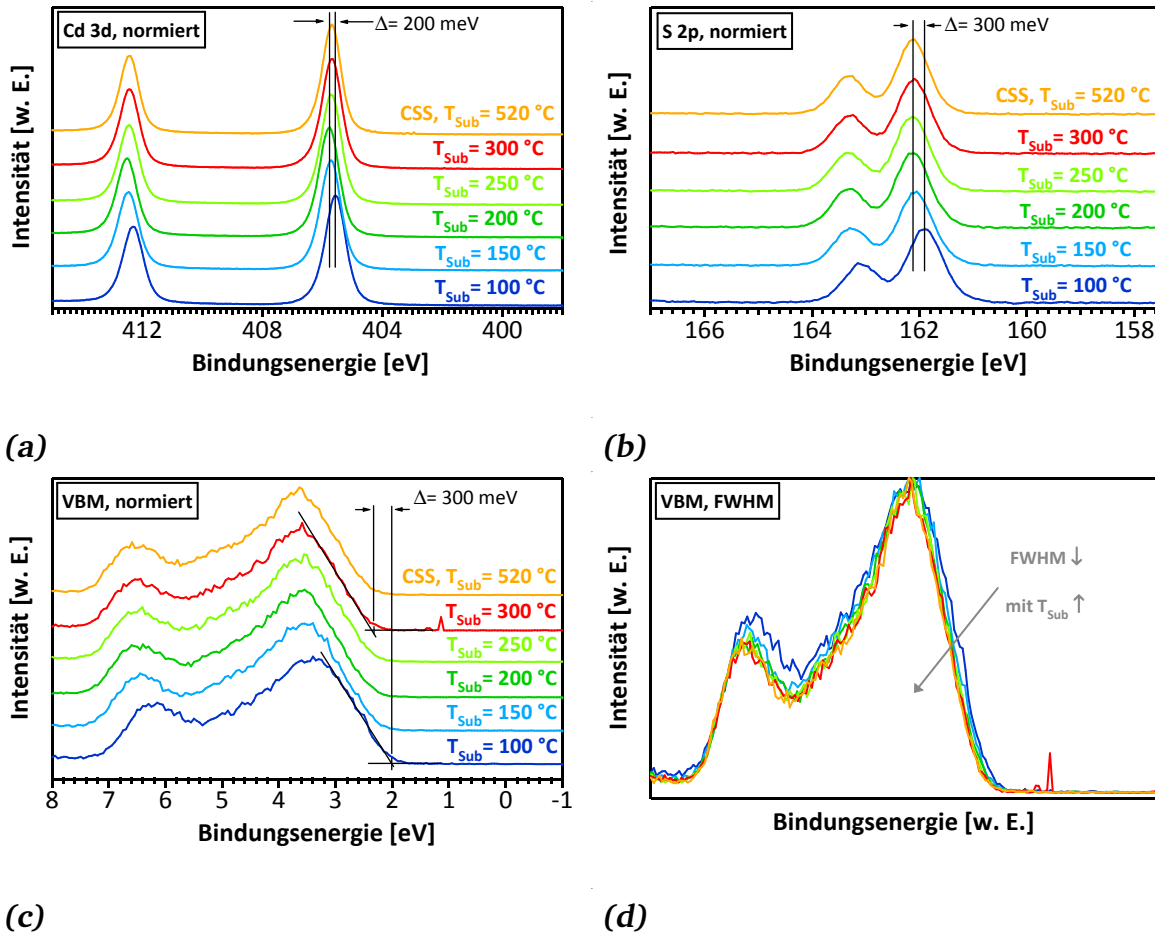 Cd 3d, normiert
Δ= 200 meV
CSS, TSub= 520 °C
TSub= 300 °C
TSub= 250 °C
TSub= 200 °C
TSub= 150 °C
TSub= 100 °C
Intensität [w. E.]
412 408 404 400
Bindungsenergie [eV]
(a)
S 2p, normiert
Δ= 300 meV
CSS, TSub= 520 °C
TSub= 300 °C
TSub= 250 °C
TSub= 200 °C
TSub= 150 °C
TSub= 100 °C
Intensität [w. E.]
166 164 162 160 158
Bindungsenergie [eV]
(b)
VBM, normiert
Δ= 300 meV
CSS, TSub= 520 °C
TSub= 300 °C
TSub= 250 °C
TSub= 200 °C
TSub= 150 °C
TSub= 100 °C
Intensität [w. E.]
8 7 6 5 4 3 2 1 0 -1
Bindungsenergie [eV]
(c)
VBM, FWHM
FWHM ↓
mit TSub ↑
Intensität [w. E.]
Bindungsenergie [w. E.]
(d)